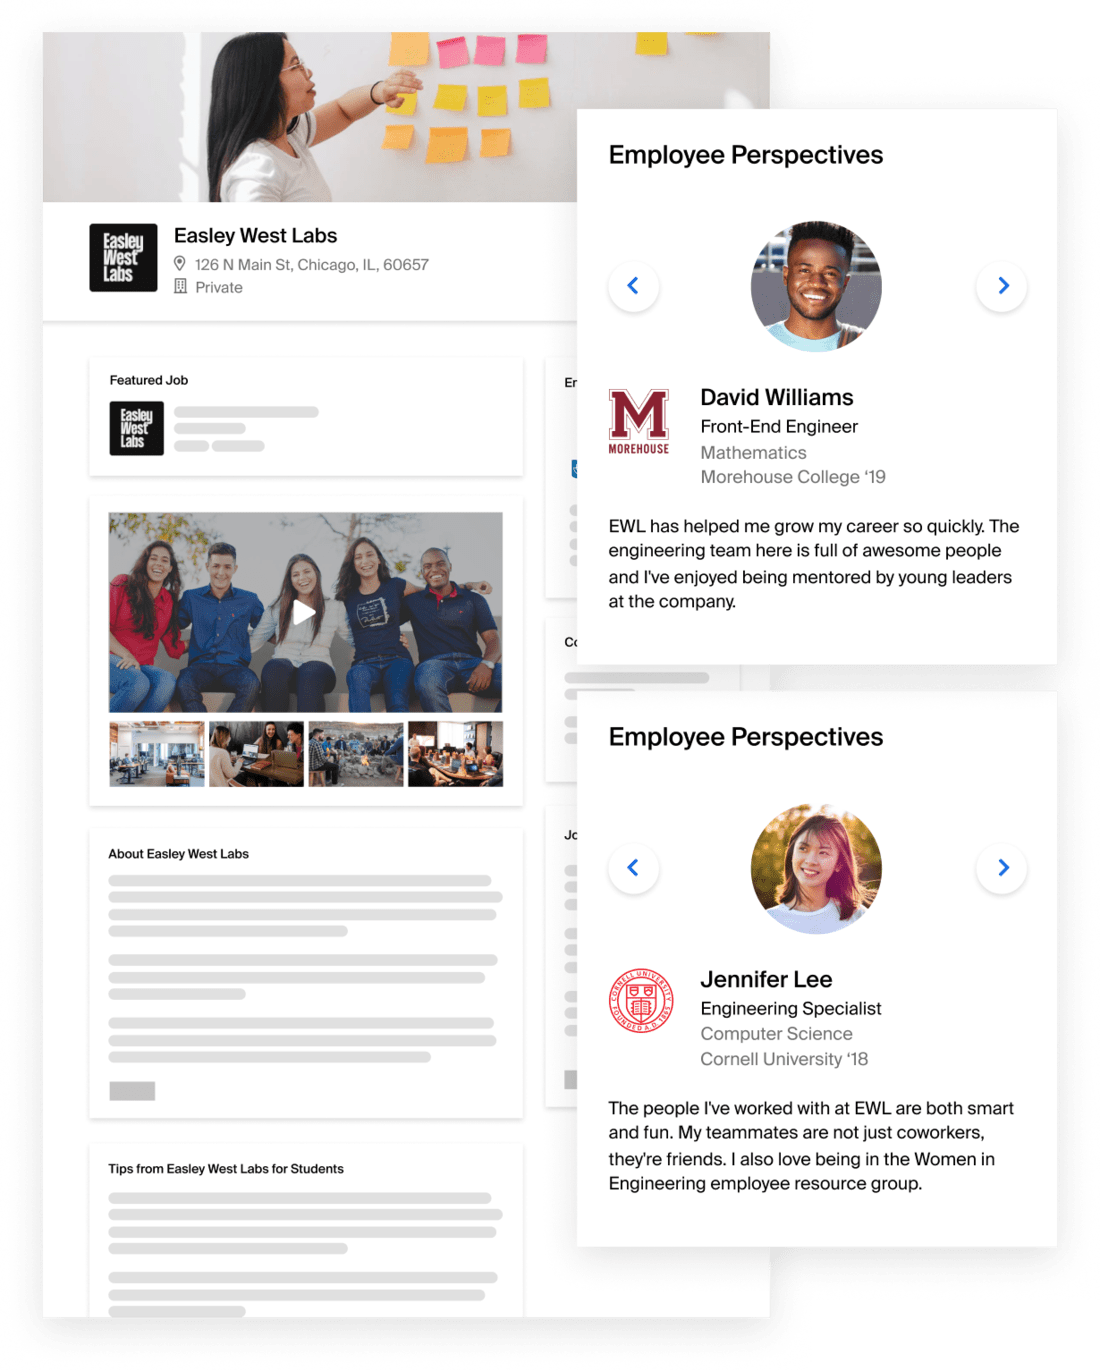 Easley
West
Labs
Easley West Labs
126 N Main St, Chicago, IL, 60657
Private
Featured Job
Easley
West
Labs
About Easley West Labs
Tips from Easley West Labs for Students
Employee Perspectives
M
MOREHOUSE
David Williams
Front-End Engineer
Mathematics
Morehouse College ‘19
EWL has helped me grow my career so quickly. The
engineering team here is full of awesome people
and I've enjoyed being mentored by young leaders
at the company.
Employee Perspectives
CORNELL UNIVERSITY
FOUNDED A.D. 1865
Jennifer Lee
Engineering Specialist
Computer Science
Cornell University ‘18
The people I've worked with at EWL are both smart
and fun. My teammates are not just coworkers,
they're friends. I also love being in the Women in
Engineering employee resource group.